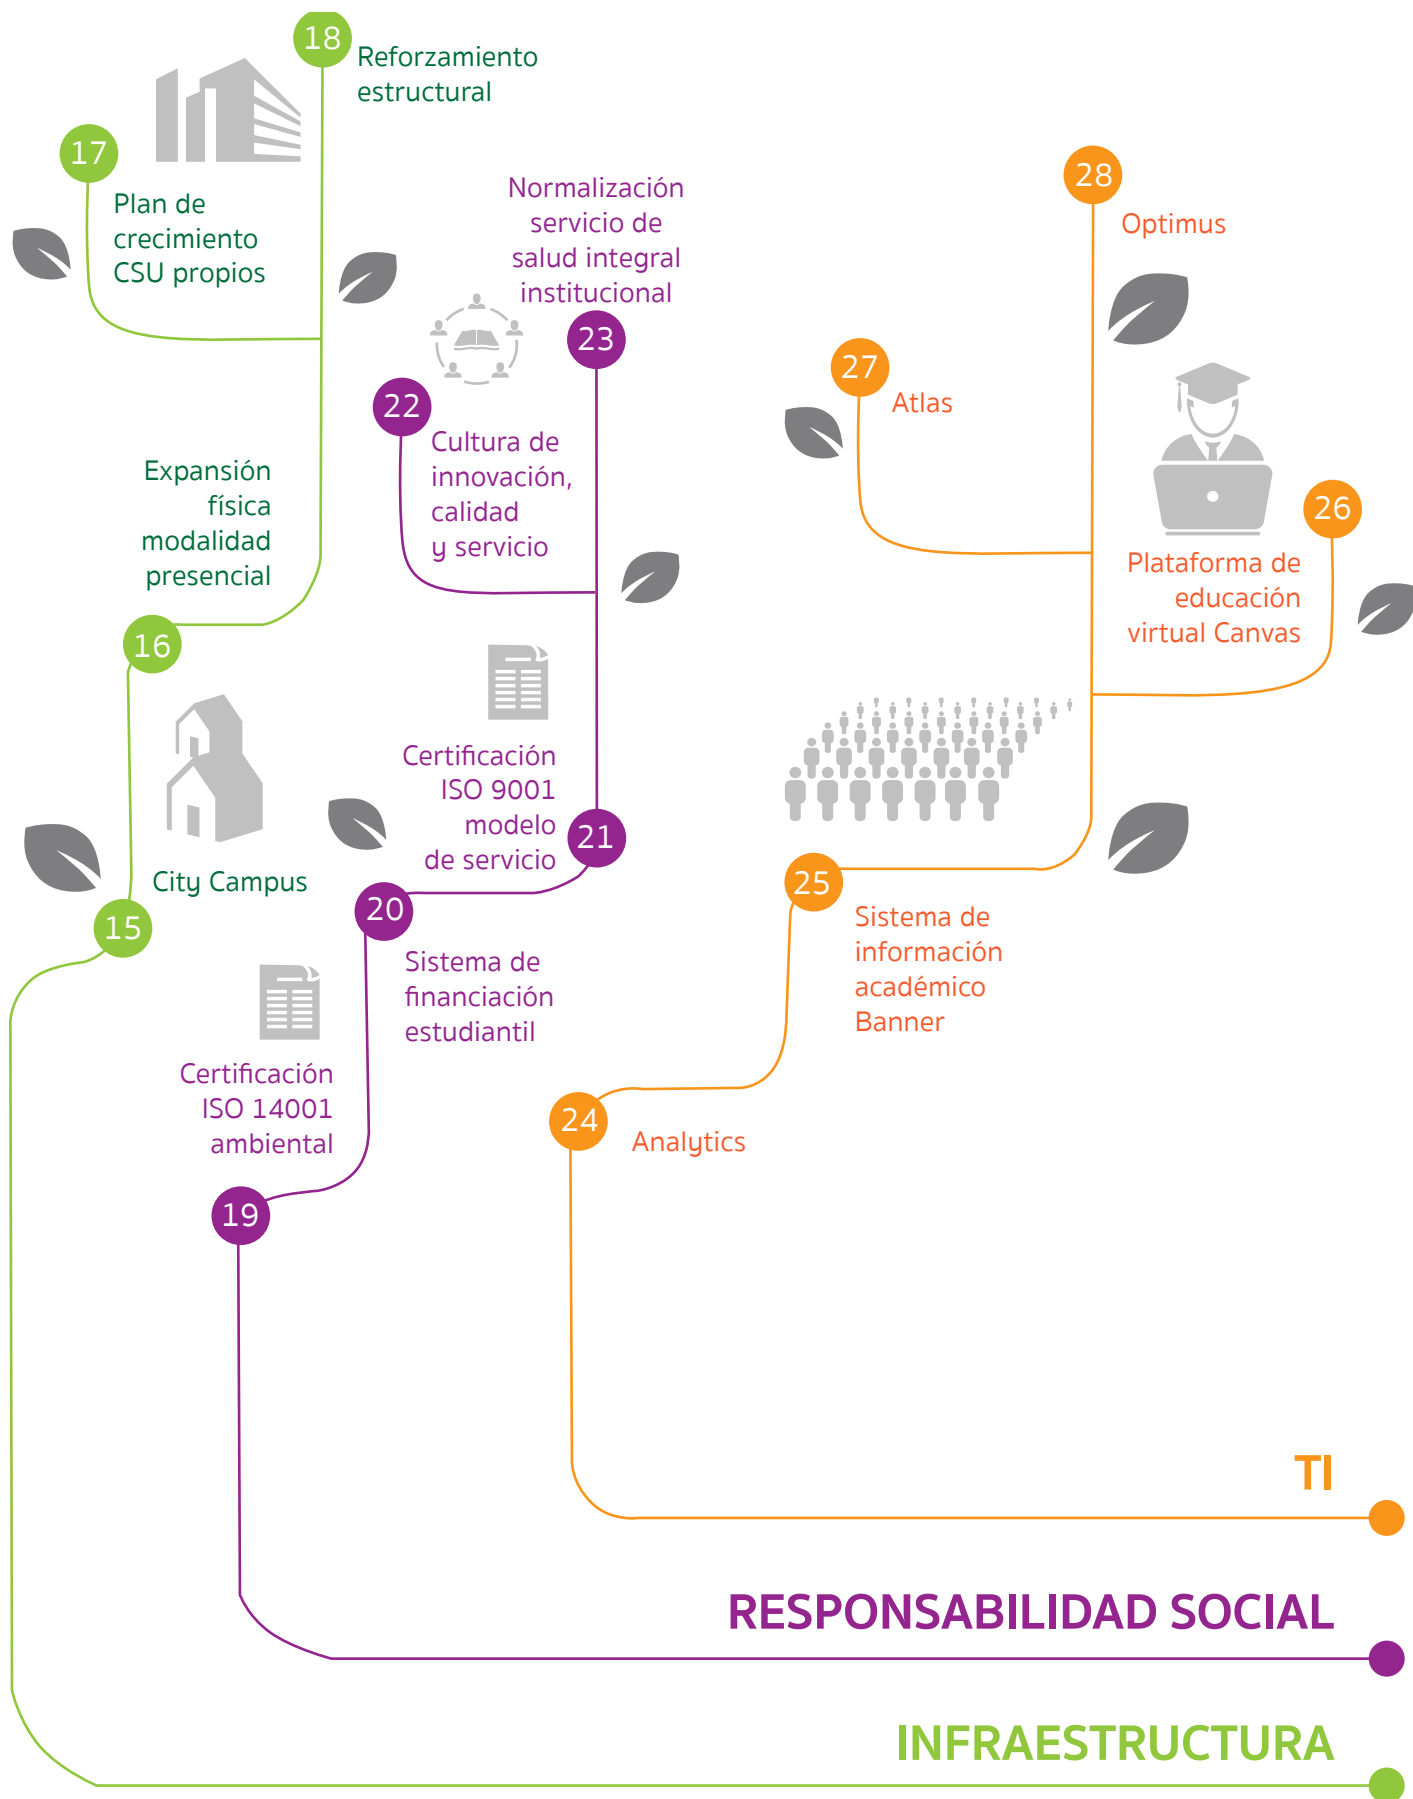 18
Reforzamiento
estructural
17
Plan de
crecimiento
CSU propios
Expansión
física
modalidad
presencial
16
City Campus
15
Normalización
servicio de
salud integral
institucional
23
22
Cultura de
innovación,
calidad
y servicio
Certificación
ISO 9001
modelo
de servicio
21
20
Sistema de
financiación
estudiantil
Certificación
ISO 14001
ambiental
19
28
Optimus
27
Atlas
26
Plataforma de
educación
virtual Canvas
25
Sistema de
información
académico
Banner
24
Analytics
TI
RESPONSABILIDAD SOCIAL
INFRAESTRUCTURA